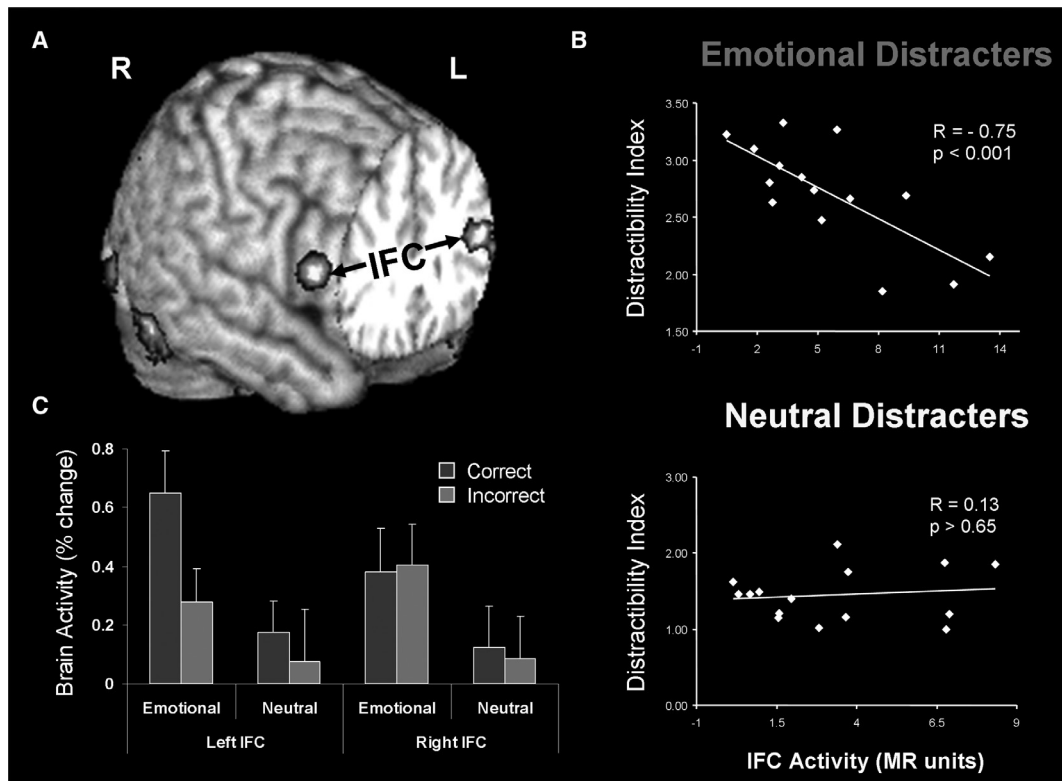 A
R
L
IFC
B
Emotional Distracters
Distractibility Index
3.50
3.00
2.50
2.00
1.50
R = - 0.75
p < 0.001
-1 2 5 8 11 14
C
Brain Activity (% change)
0.8
0.6
0.4
0.2
0
Correct
Incorrect
Emotional Neutral Emotional Neutral
Left IFC Right IFC
Neutral Distracters
Distractibility Index
3.00
2.00
1.00
0.00
R = 0.13
p > 0.65
-1 1.5 4 6.5 9
IFC Activity (MR units)